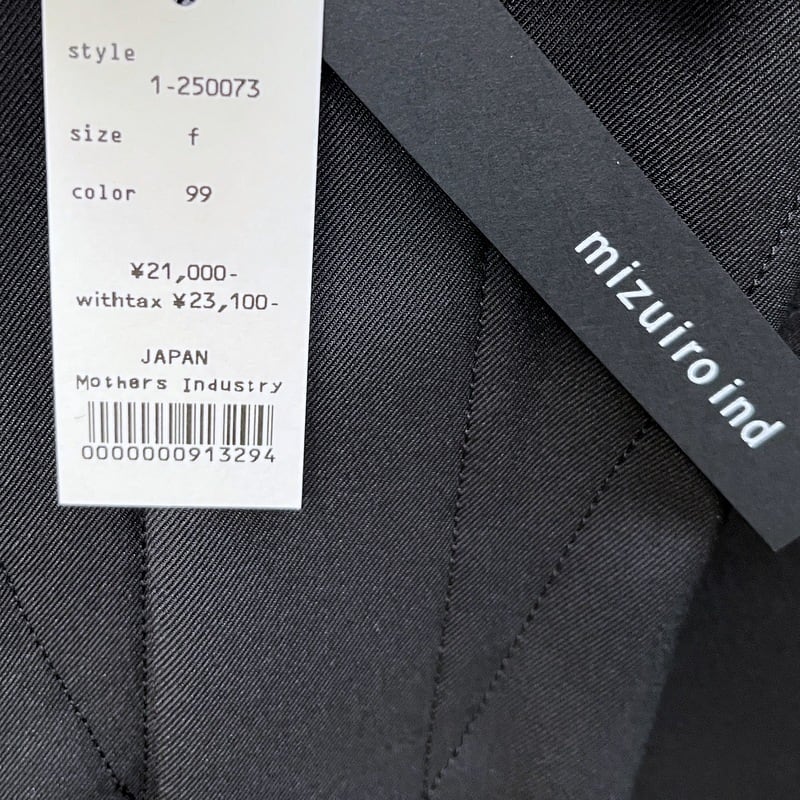 style
1-250073
size f
color 99
¥21,000-
withtax ¥23,100-
JAPAN
Mothers Industry
0000000913294
mizuiro ind